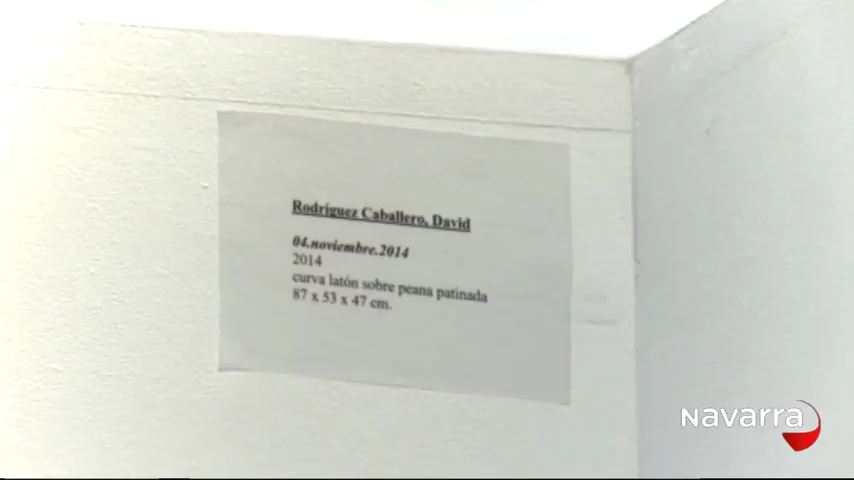 Rodríguez Caballero, David
04.noviembre.2014
2014
curva latón sobre peana patinada
87 x 53 x 47 cm.
navarra